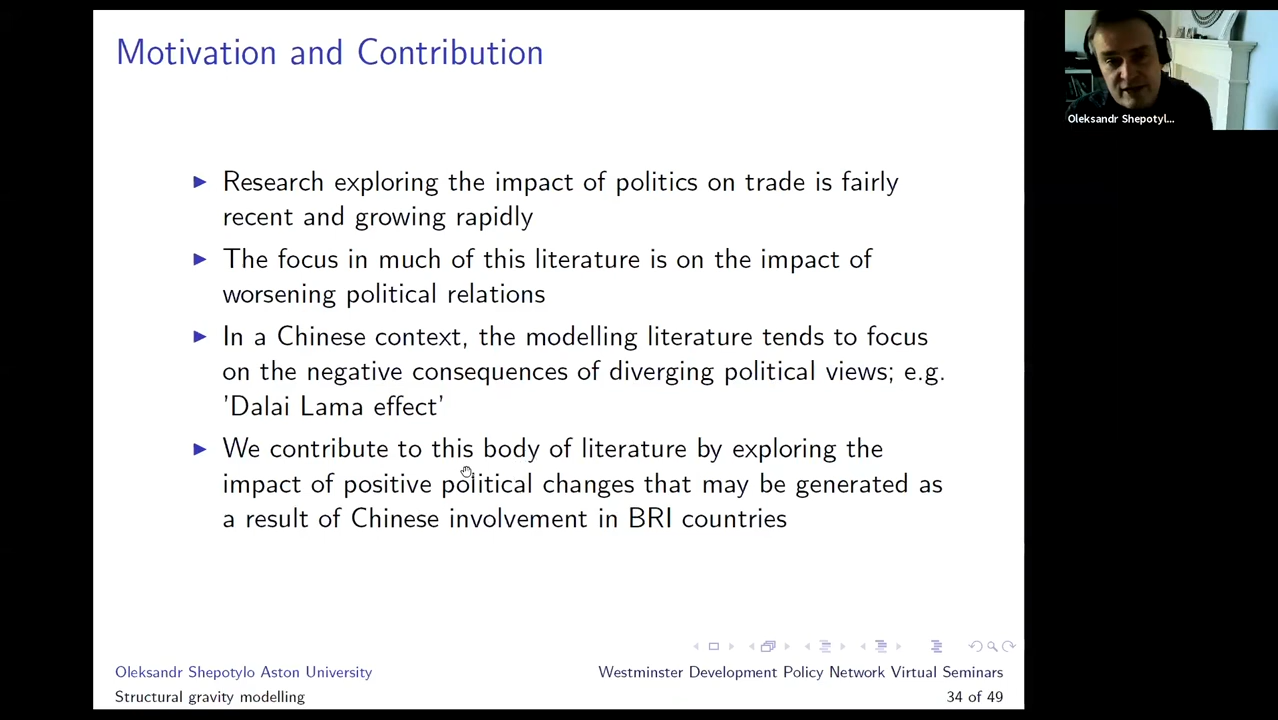 Motivation and Contribution
Oleksandr Shepotyl...
Research exploring the impact of politics on trade is fairly
recent and growing rapidly
The focus in much of this literature is on the impact of
worsening political relations
In a Chinese context, the modelling literature tends to focus
on the negative consequences of diverging political views; e.g.
'Dalai Lama effect'
We contribute to this body of literature by exploring the
impact of positive political changes that may be generated as
a result of Chinese involvement in BRI countries
Oleksandr Shepotylo Aston University
Westminster Development Policy Network Virtual Seminars
Structural gravity modelling
34 of 49